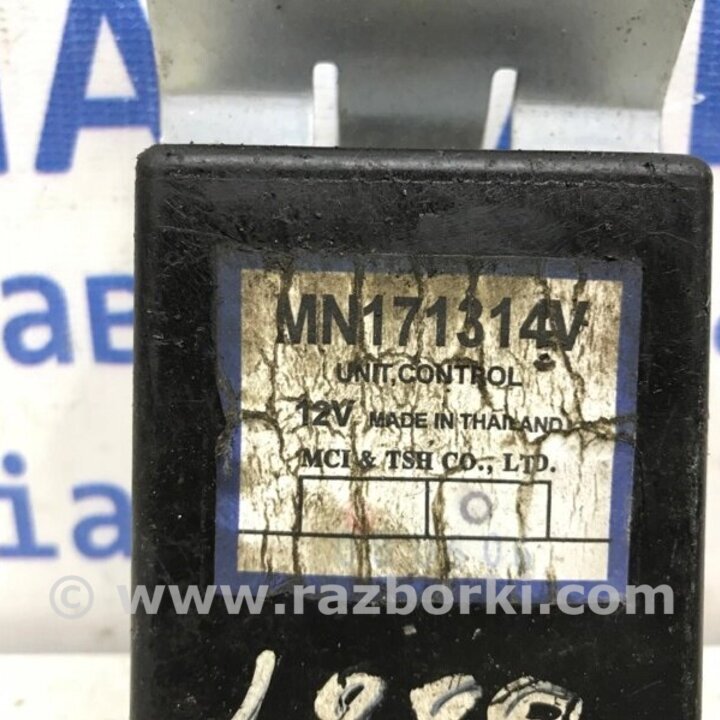 MN171314V
UNIT,CONTROL
12V MADE IN THAILAND
MCI & TSH CO., LTD.
© www.razborki.com